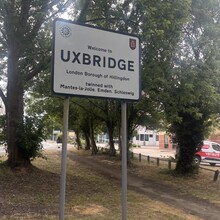 Welcome to
UXBRIDGE
London Borough of Hillingdon
twinned with
Mantes-la-Jolie, Emden, Schleswig